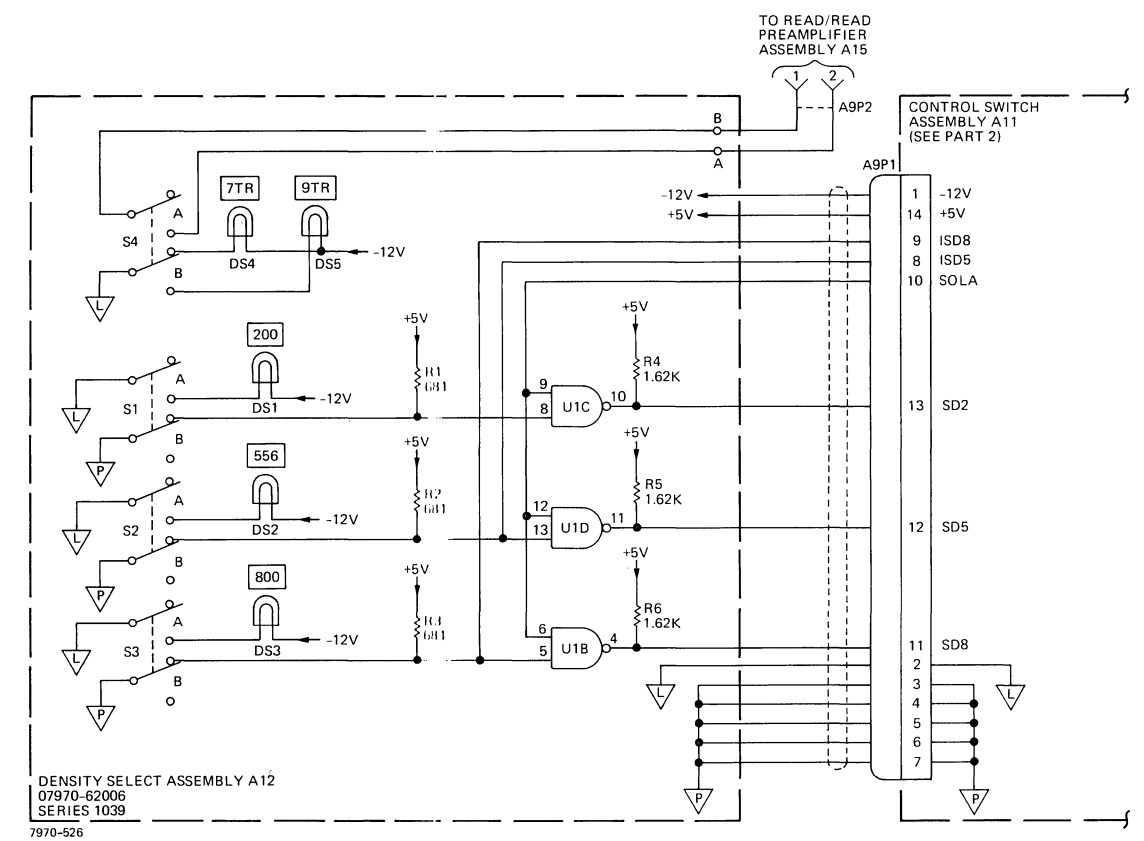 TO READ/READ
PREAMPLIFIER
ASSEMBLY A15
1 2
A9P2
CONTROL SWITCH
ASSEMBLY A11
(SEE PART 2)
B
A
A9P1
7TR 9TR
A
S4
B
DS4 DS5
-12V
L
-12V 1 -12V
+5V 14 +5V
9 ISD8
8 ISD5
10 SOLA
200
+5V
R1
681
A
S1
B
DS1
-12V
L
P
+5V
R4
1.62K
9
8
U1C
10
13 SD2
556
+5V
R2
681
A
S2
B
DS2
-12V
L
P
+5V
R5
1.62K
12
13
U1D
11
12 SD5
800
+5V
R3
681
A
S3
B
DS3
-12V
L
P
+5V
R6
1.62K
6
5
U1B
4
11 SD8
2
3
4
5
6
7
L
L
P
P
DENSITY SELECT ASSEMBLY A12
07970-62006
SERIES 1039
7970-526